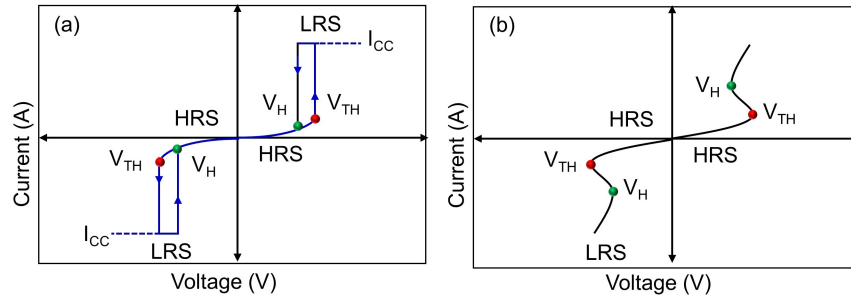 (a)
LRS
I_CC
V_H
V_TH
HRS
HRS
V_TH
V_H
I_CC
LRS
Current (A)
Voltage (V)
(b)
V_H
V_TH
HRS
HRS
V_TH
V_H
LRS
Current (A)
Voltage (V)